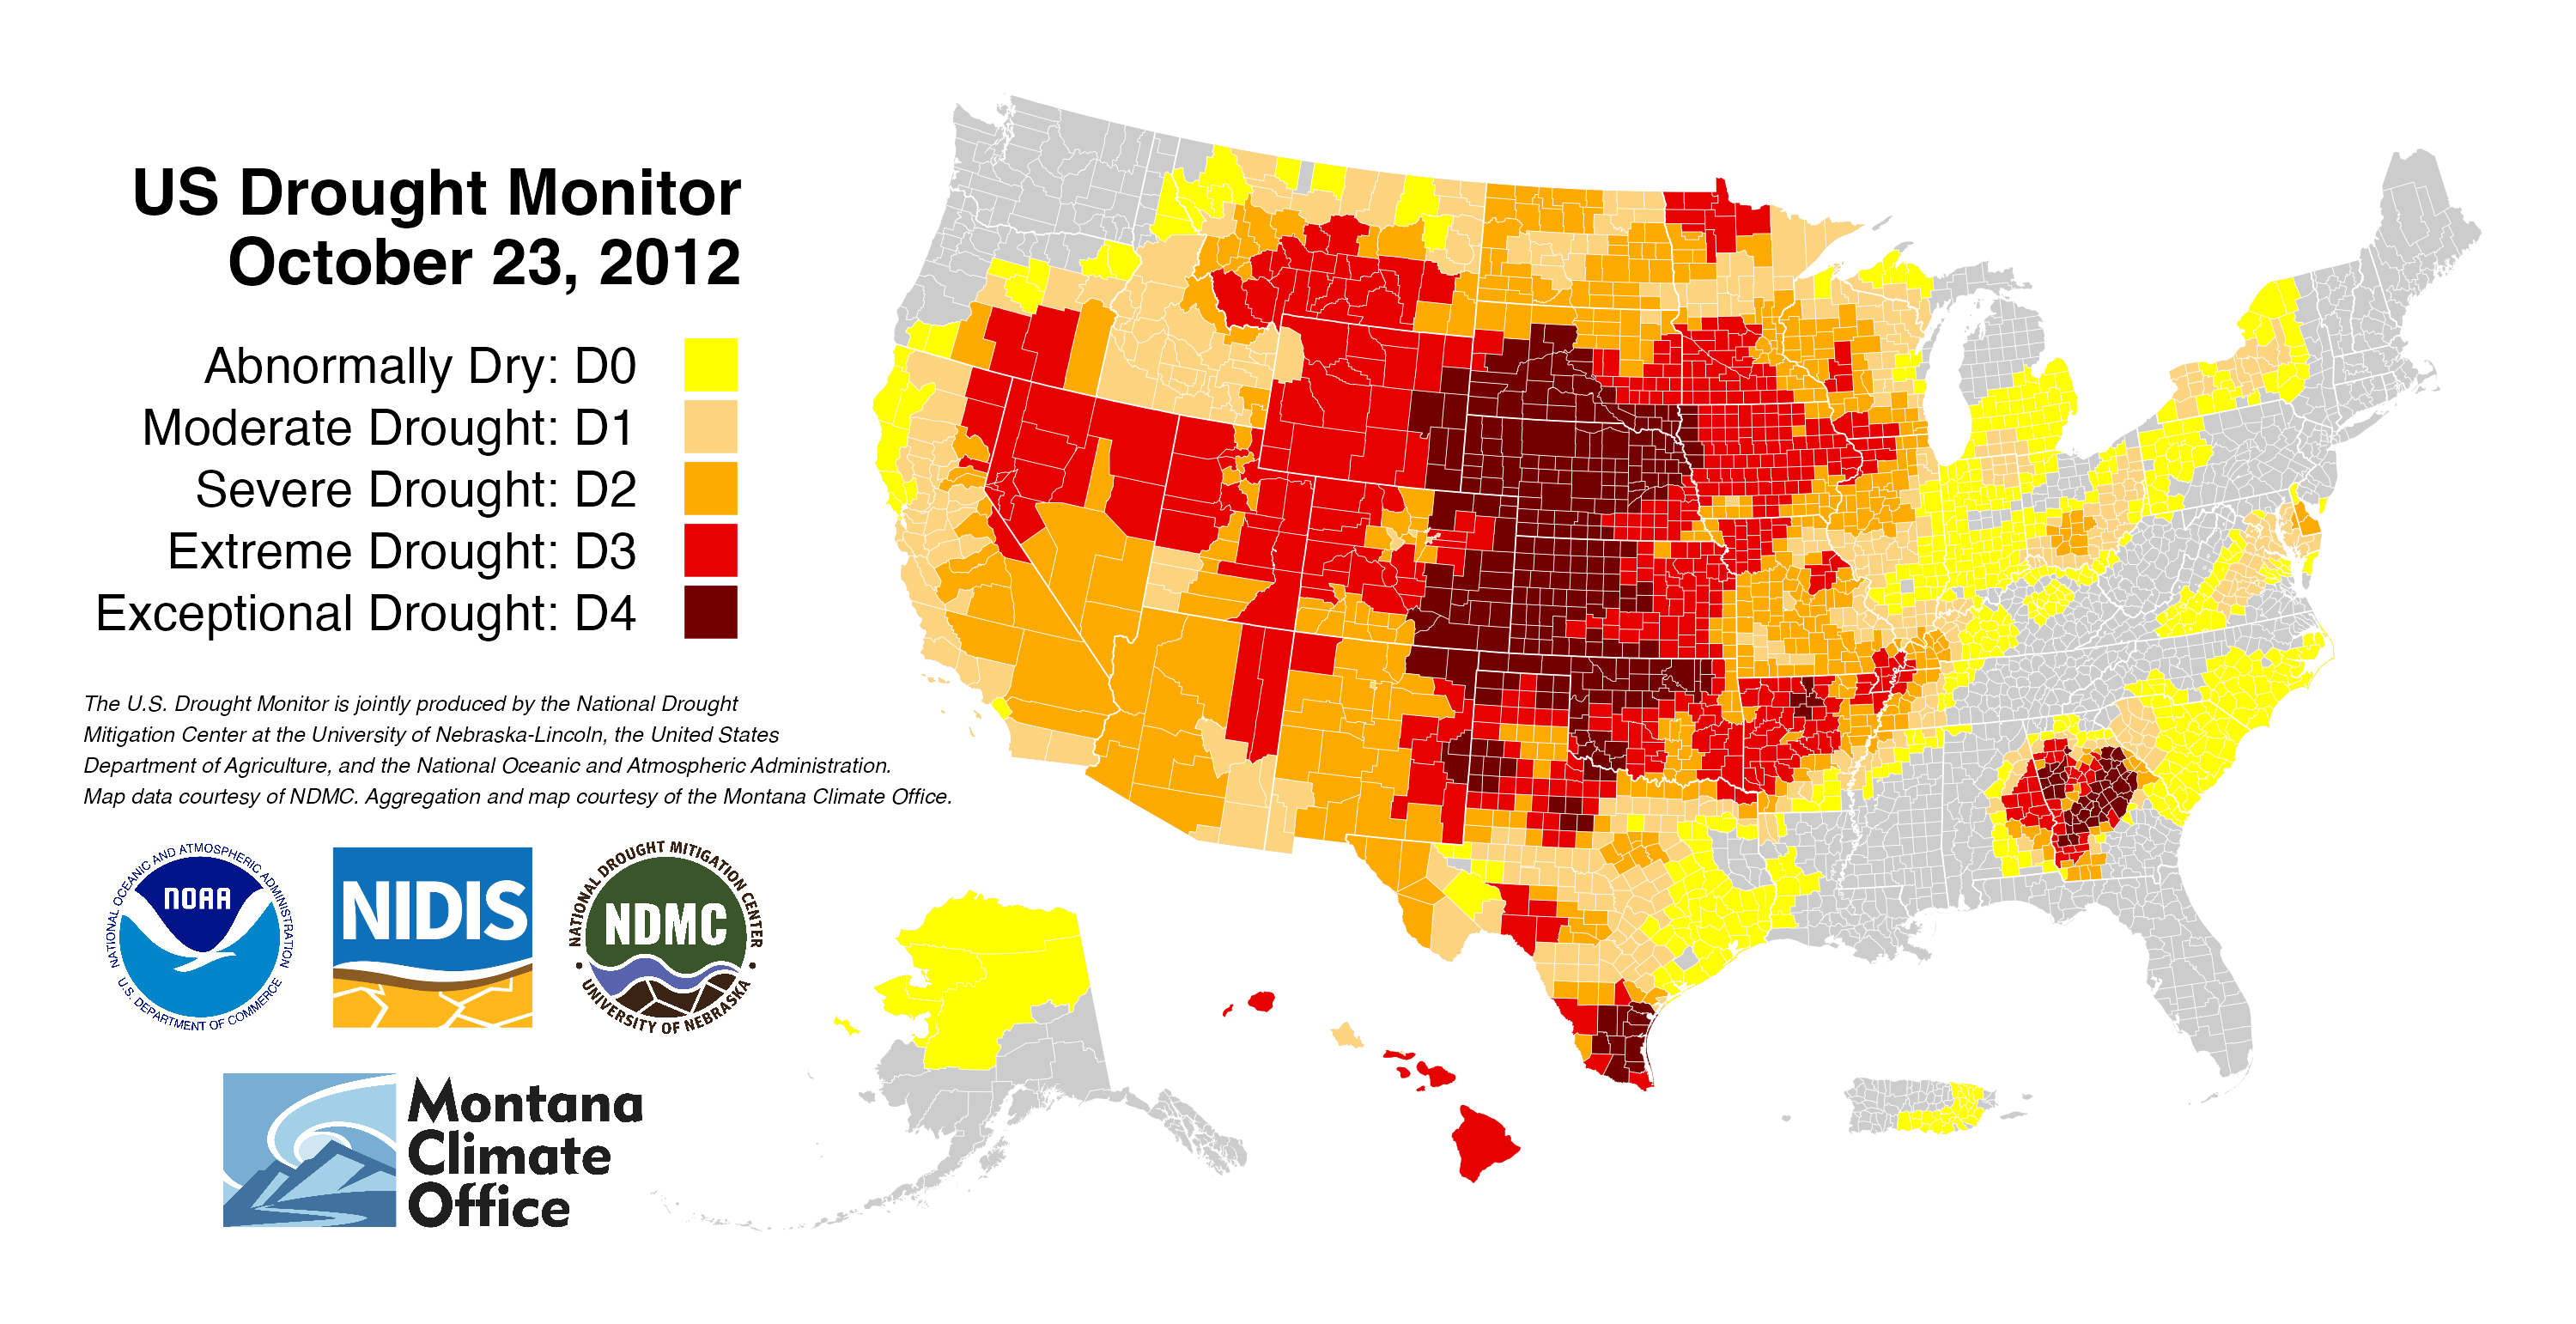 US Drought Monitor
October 23, 2012
Abnormally Dry: D0
Moderate Drought: D1
Severe Drought: D2
Extreme Drought: D3
Exceptional Drought: D4
The U.S. Drought Monitor is jointly produced by the National Drought
Mitigation Center at the University of Nebraska-Lincoln, the United States
Department of Agriculture, and the National Oceanic and Atmospheric Administration.
Map data courtesy of NDMC. Aggregation and map courtesy of the Montana Climate Office.
NATIONAL OCEANIC AND ATMOSPHERIC ADMINISTRATION
NOAA
U.S. DEPARTMENT OF COMMERCE
NIDIS
NATIONAL DROUGHT MITIGATION CENTER
NDMC
UNIVERSITY OF NEBRASKA
Montana
Climate
Office